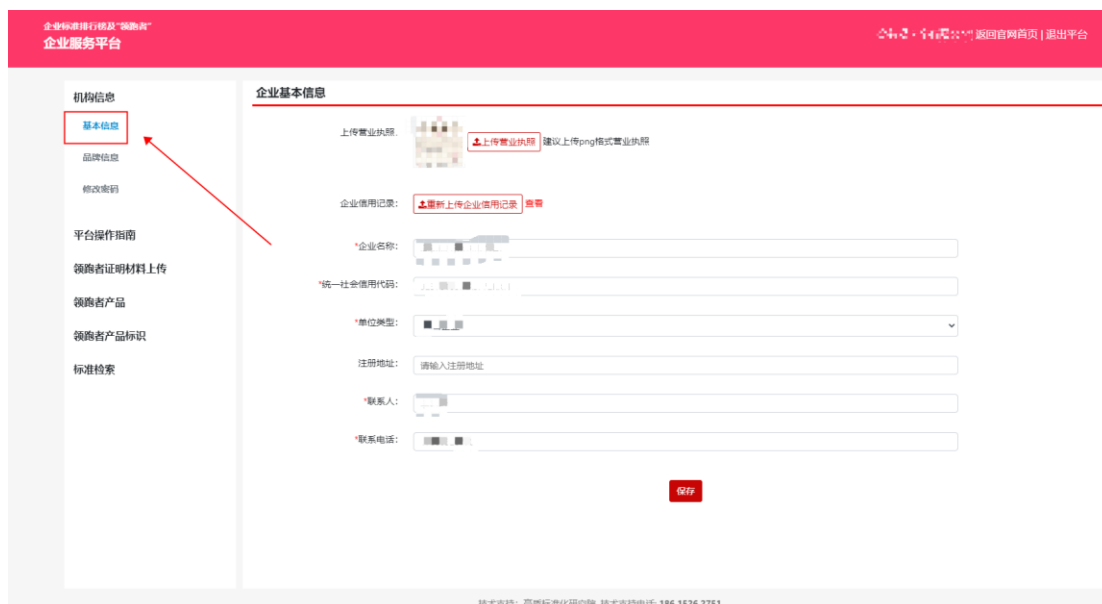 企业标准排行榜及"领跑者"
企业服务平台
返回官网首页 | 退出平台
机构信息
基本信息
品牌信息
修改密码
平台操作指南
领跑者证明材料上传
领跑者产品
领跑者产品标识
标准检索
企业基本信息
上传营业执照.
上传营业执照 建议上传png格式营业执照
企业信用记录:
重新上传企业信用记录 查看
*企业名称:
*统一社会信用代码:
*单位类型:
注册地址: 请输入注册地址
*联系人:
*联系电话:
保存